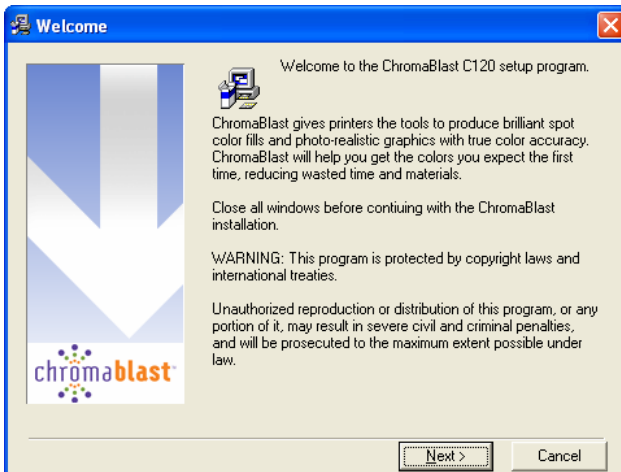 Welcome
Welcome to the ChromaBlast C120 setup program.
ChromaBlast gives printers the tools to produce brilliant spot
color fills and photo-realistic graphics with true color accuracy.
ChromaBlast will help you get the colors you expect the first
time, reducing wasted time and materials.
Close all windows before contiuing with the ChromaBlast
installation.
WARNING: This program is protected by copyright laws and
international treaties.
Unauthorized reproduction or distribution of this program, or any
portion of it, may result in severe civil and criminal penalties,
and will be prosecuted to the maximum extent possible under
law.
chromablast
Next >
Cancel